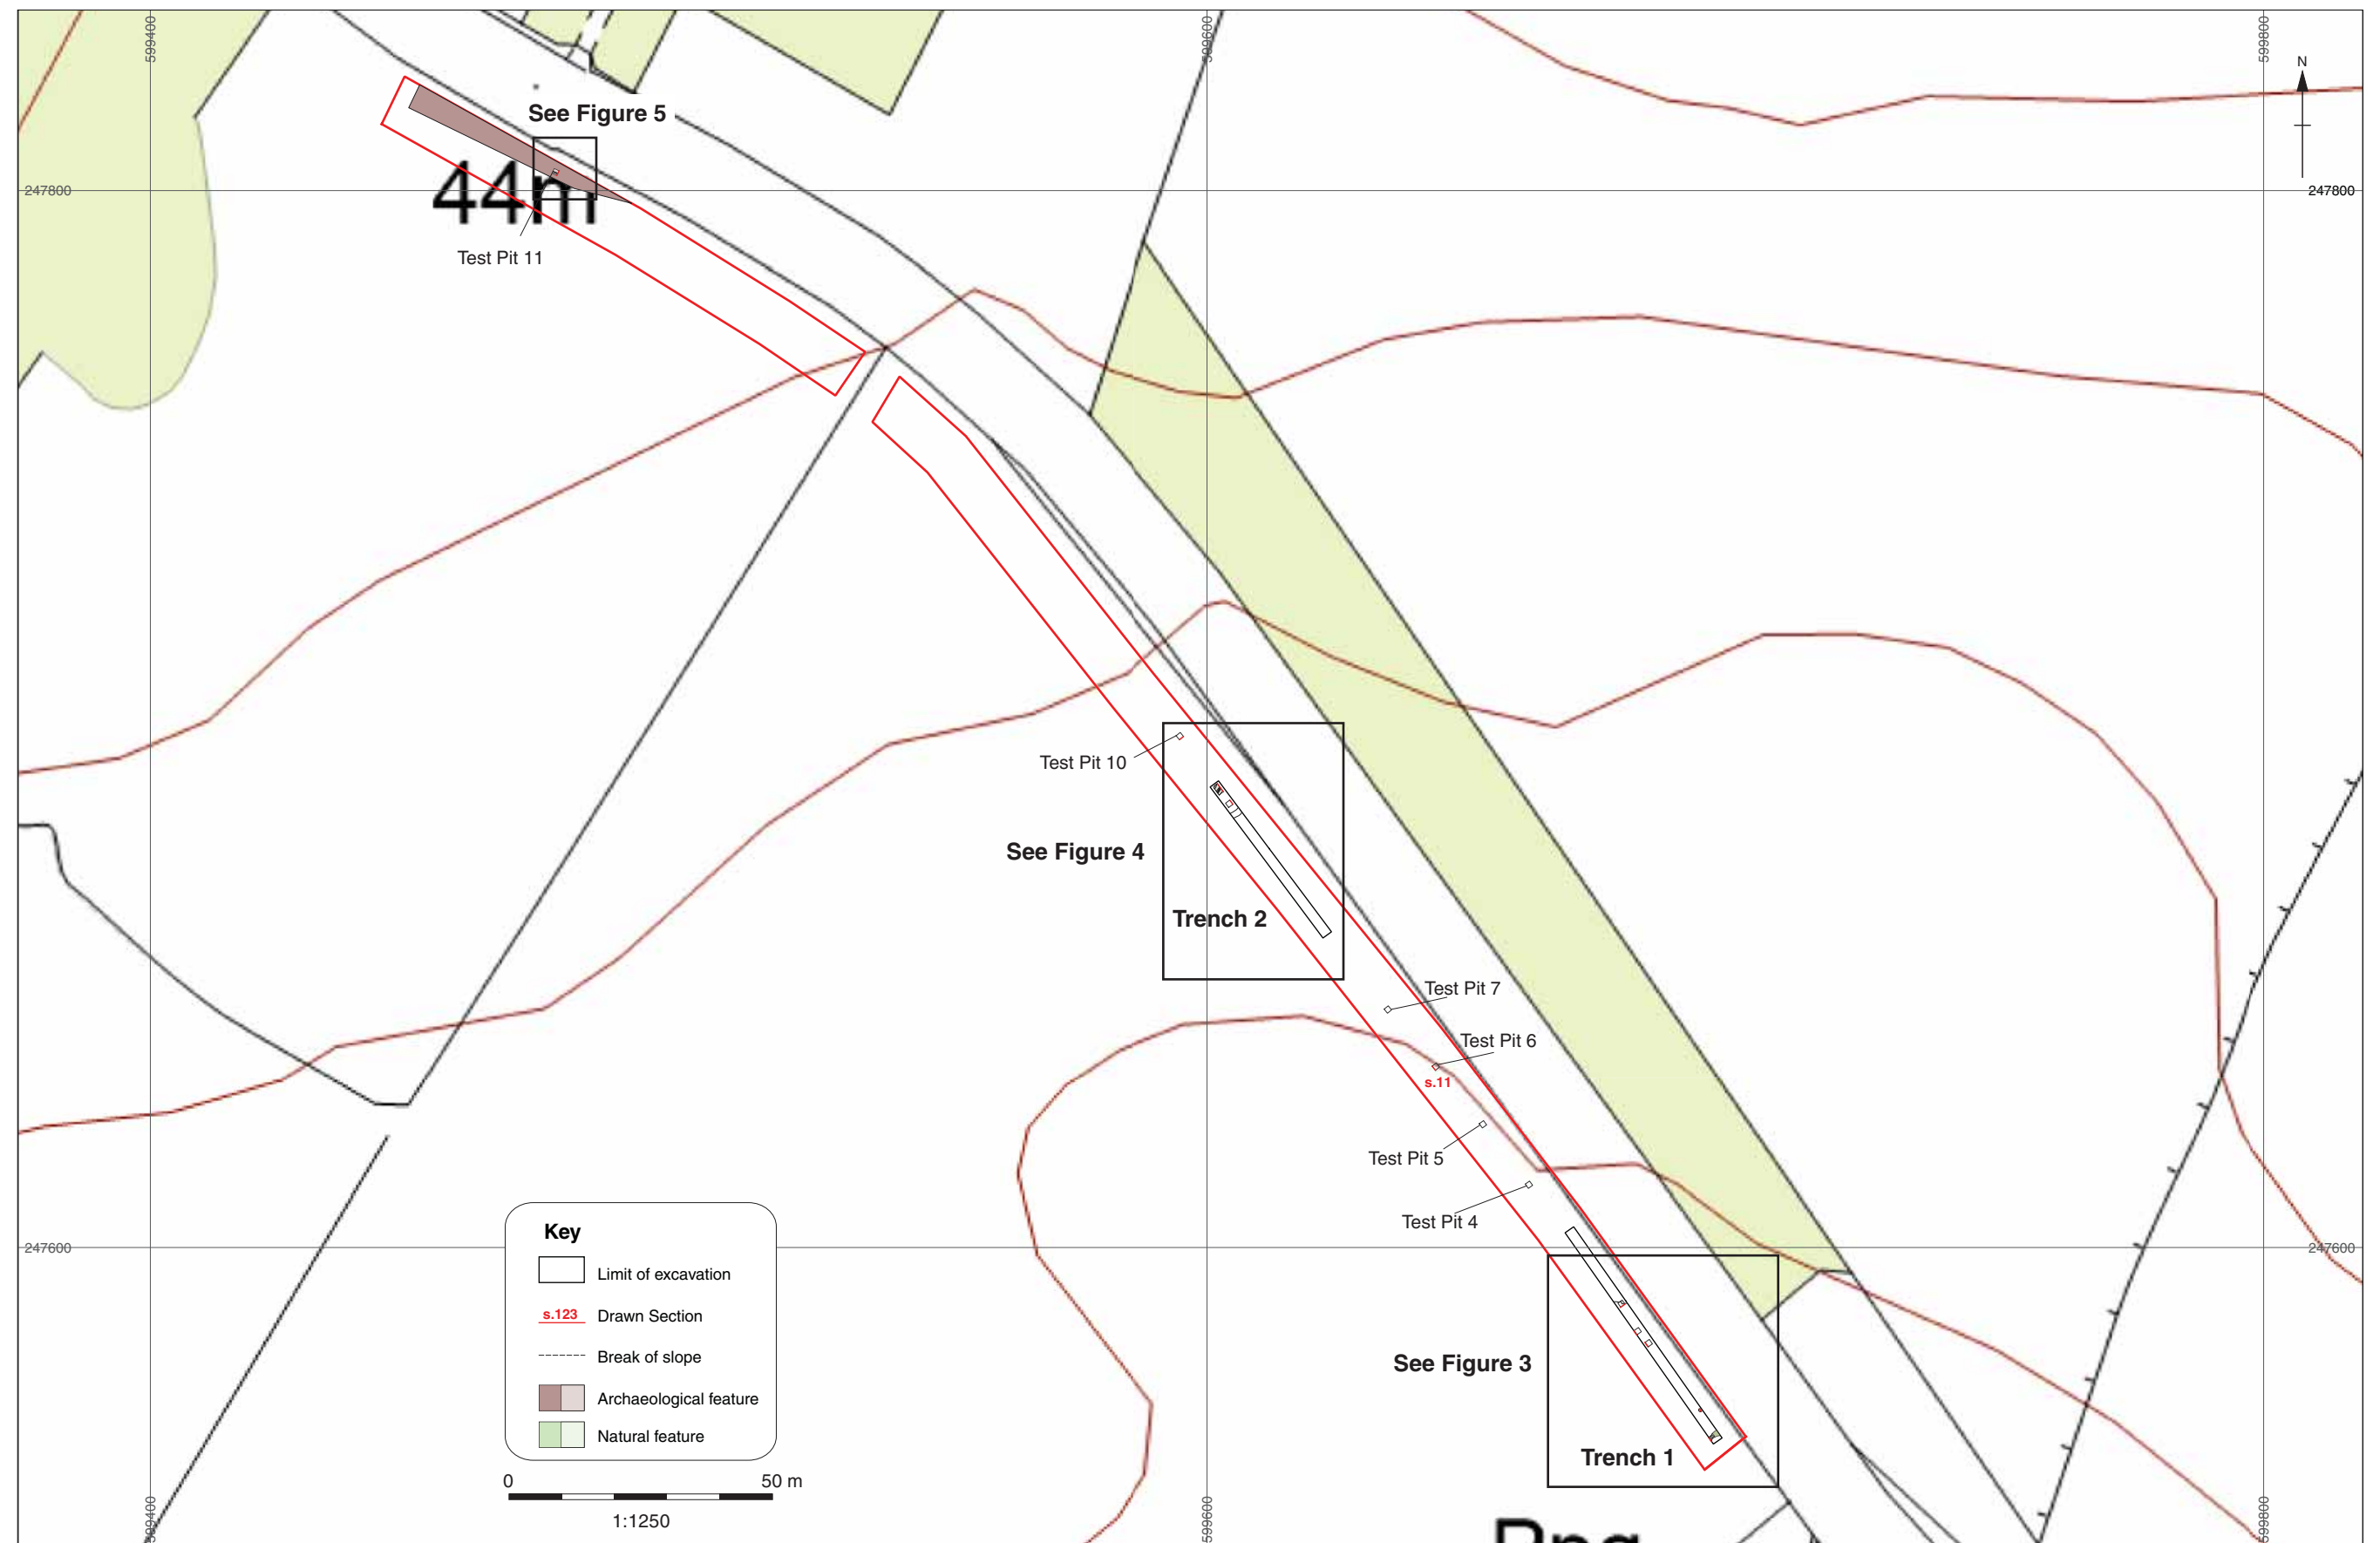 599400
599600
599800
N
See Figure 5
247800
247800
44m
Test Pit 11
Test Pit 10
See Figure 4
Trench 2
Test Pit 7
Test Pit 6
s.11
Test Pit 5
Test Pit 4
247600
247600
Key
Limit of excavation
s.123 Drawn Section
Break of slope
Archaeological feature
Natural feature
See Figure 3
Trench 1
0 50 m
1:1250
599400
599600
599800